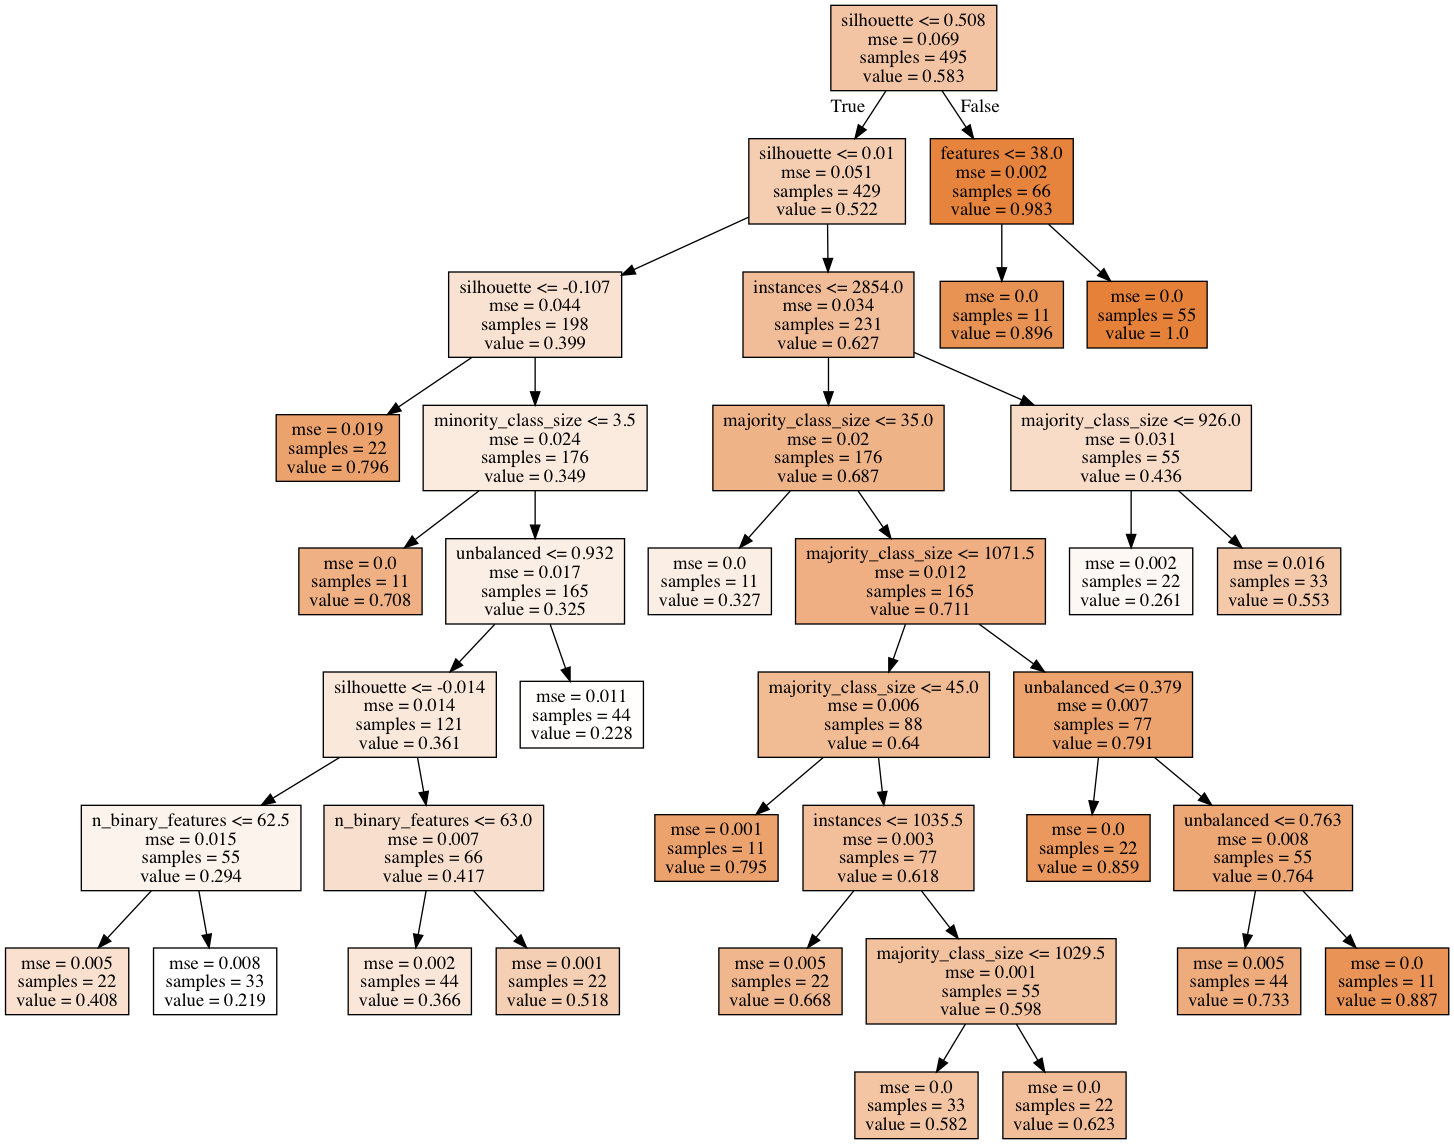 silhouette <= 0.508
mse = 0.069
samples = 495
value = 0.583
True
False
silhouette <= 0.01
mse = 0.051
samples = 429
value = 0.522
features <= 38.0
mse = 0.002
samples = 66
value = 0.983
silhouette <= -0.107
mse = 0.044
samples = 198
value = 0.399
instances <= 2854.0
mse = 0.034
samples = 231
value = 0.627
mse = 0.0
samples = 11
value = 0.896
mse = 0.0
samples = 55
value = 1.0
mse = 0.019
samples = 22
value = 0.796
minority_class_size <= 3.5
mse = 0.024
samples = 176
value = 0.349
majority_class_size <= 35.0
mse = 0.02
samples = 176
value = 0.687
majority_class_size <= 926.0
mse = 0.031
samples = 55
value = 0.436
mse = 0.0
samples = 11
value = 0.708
unbalanced <= 0.932
mse = 0.017
samples = 165
value = 0.325
mse = 0.0
samples = 11
value = 0.327
majority_class_size <= 1071.5
mse = 0.012
samples = 165
value = 0.711
mse = 0.002
samples = 22
value = 0.261
mse = 0.016
samples = 33
value = 0.553
silhouette <= -0.014
mse = 0.014
samples = 121
value = 0.361
mse = 0.011
samples = 44
value = 0.228
majority_class_size <= 45.0
mse = 0.006
samples = 88
value = 0.64
unbalanced <= 0.379
mse = 0.007
samples = 77
value = 0.791
n_binary_features <= 62.5
mse = 0.015
samples = 55
value = 0.294
n_binary_features <= 63.0
mse = 0.007
samples = 66
value = 0.417
mse = 0.001
samples = 11
value = 0.795
instances <= 1035.5
mse = 0.003
samples = 77
value = 0.618
mse = 0.0
samples = 22
value = 0.859
unbalanced <= 0.763
mse = 0.008
samples = 55
value = 0.764
mse = 0.005
samples = 22
value = 0.408
mse = 0.008
samples = 33
value = 0.219
mse = 0.002
samples = 44
value = 0.366
mse = 0.001
samples = 22
value = 0.518
mse = 0.005
samples = 22
value = 0.668
majority_class_size <= 1029.5
mse = 0.001
samples = 55
value = 0.598
mse = 0.005
samples = 44
value = 0.733
mse = 0.0
samples = 11
value = 0.887
mse = 0.0
samples = 33
value = 0.582
mse = 0.0
samples = 22
value = 0.623